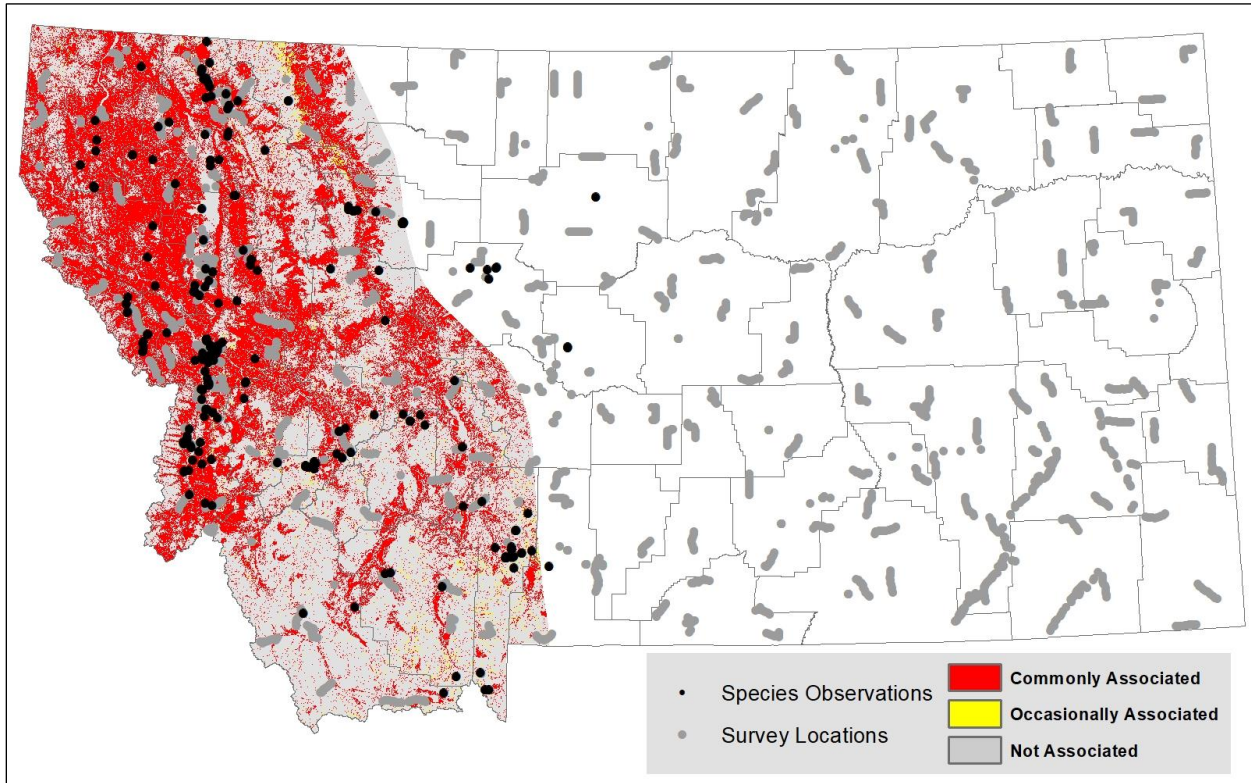 Species Observations
Survey Locations
Commonly Associated
Occasionally Associated
Not Associated